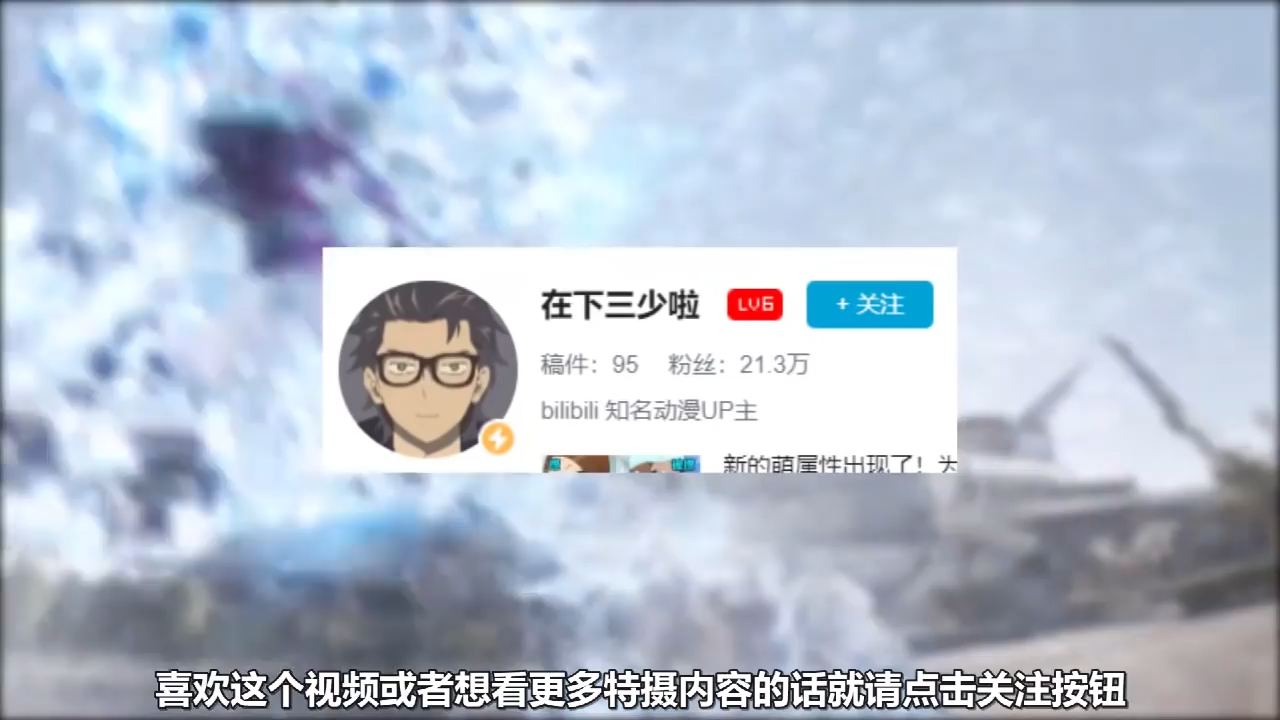 在下三少啦 LV6 + 关注
稿件：95 粉丝：21.3万
bilibili 知名动漫UP主
新的萌属性出现了！为
喜欢这个视频或者想看更多特摄内容的话就请点击关注按钮